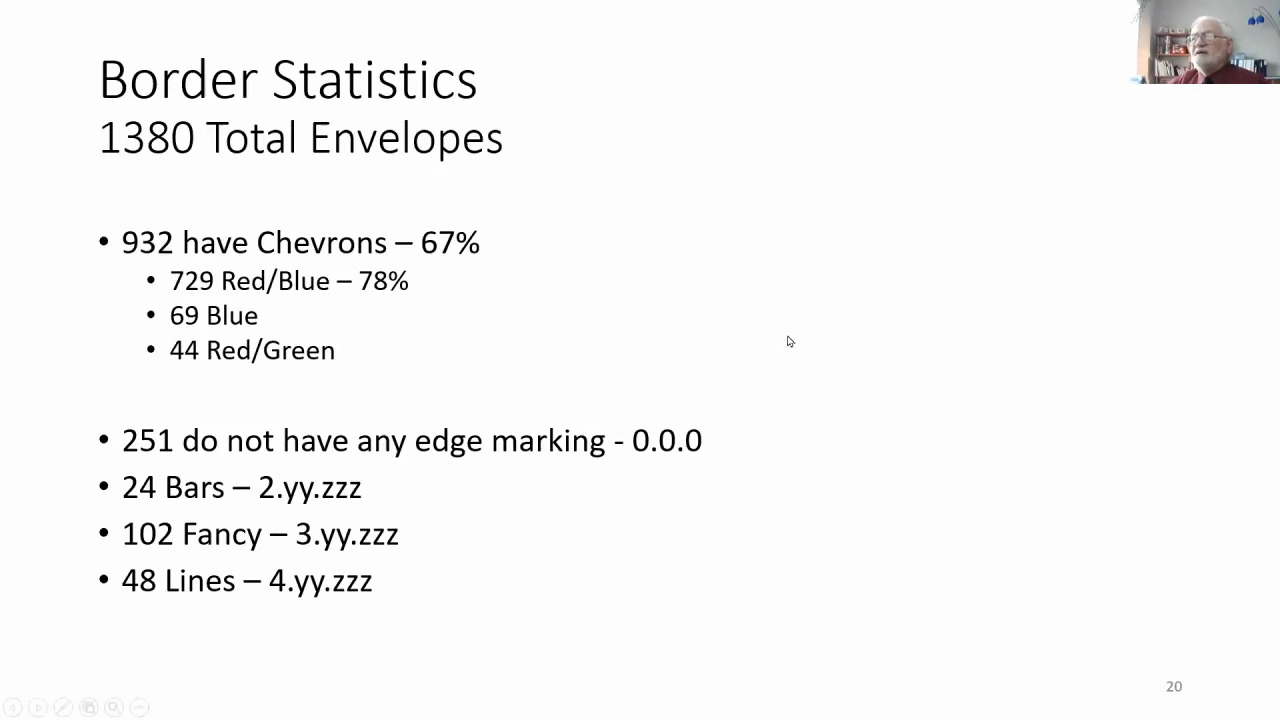 Border Statistics
1380 Total Envelopes
• 932 have Chevrons – 67%
• 729 Red/Blue – 78%
• 69 Blue
• 44 Red/Green
• 251 do not have any edge marking - 0.0.0
• 24 Bars – 2.yy.zzz
• 102 Fancy – 3.yy.zzz
• 48 Lines – 4.yy.zzz
20